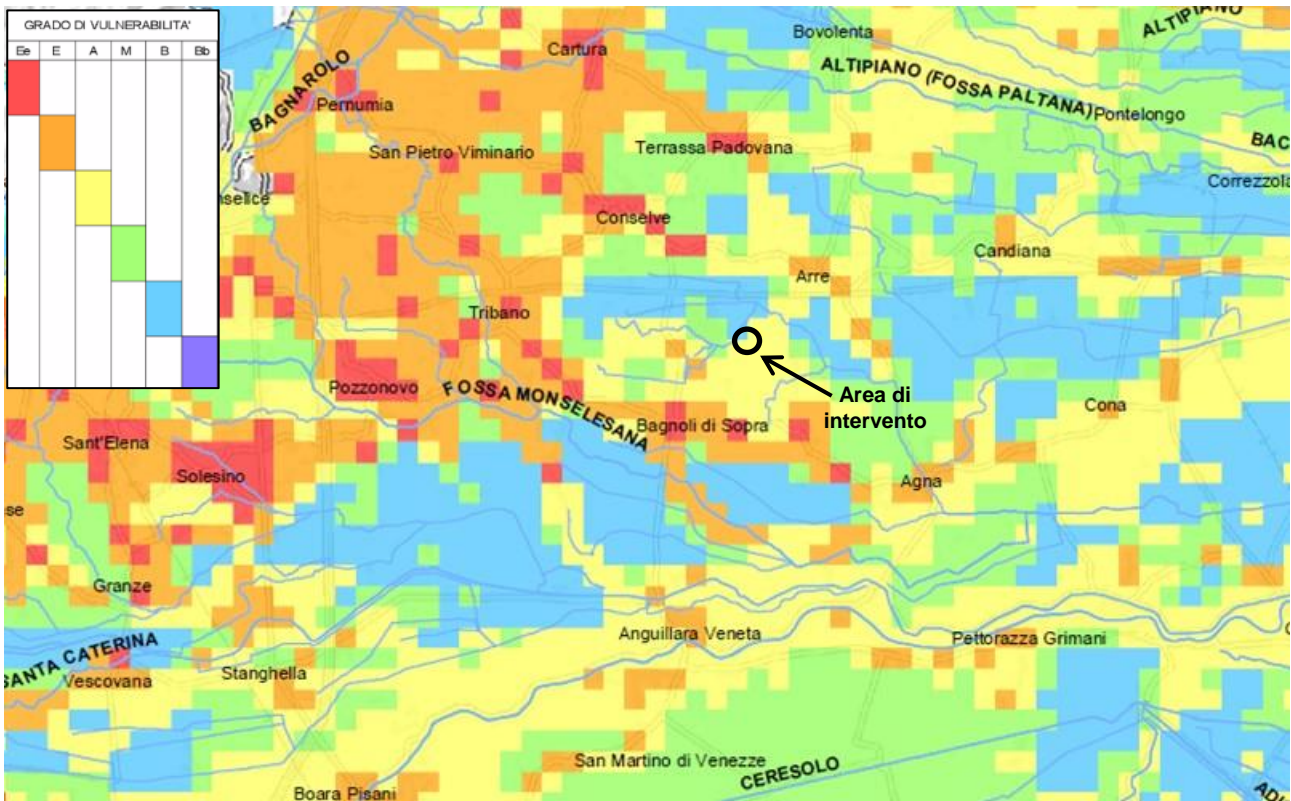 GRADO DI VULNERABILITA'
Ee E A M B Bb
ALTIPIANO
Bovolenta
Cartura
BAGNAROLO
ALTIPIANO (FOSSA PALTANA)
Pernumia
Pontelongo
San Pietro Viminario
Terrassa Padovana
BAC
Correzzola
nselice
Conselve
Candiana
Arre
Tribano
Pozzonovo
FOSSA MONSELESANA
Area di
intervento
Cona
Bagnoli di Sopra
Sant'Elena
Solesino
Agna
se
Granze
Anguillara Veneta
Pettorazza Grimani
SANTA CATERINA
Stanghella
Vescovana
San Martino di Venezze
CERESOLO
Boara Pisani
ADI